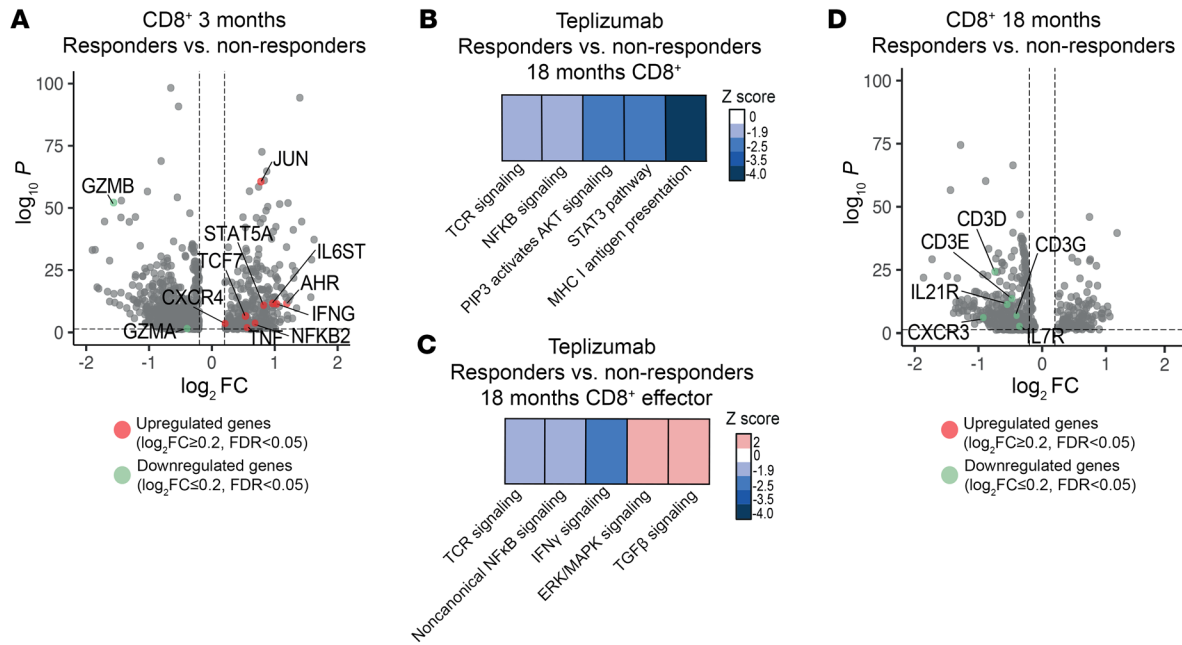 A
CD8⁺ 3 months
Responders vs. non-responders
100
75
50
25
0
log₁₀ P
-2
-1
0
1
2
log₂ FC
JUN
GZMB
STAT5A
IL6ST
TCF7
AHR
CXCR4
IFNG
GZMA
TNF
NFKB2
Upregulated genes
(log₂FC≥0.2, FDR<0.05)
Downregulated genes
(log₂FC≤0.2, FDR<0.05)
B
Teplizumab
Responders vs. non-responders
18 months CD8⁺
Z score
0
-1.9
-2.5
-3.5
-4.0
TCR signaling
NFKB signaling
PIP3 activates AKT signaling
STAT3 pathway
MHC I antigen presentation
C
Teplizumab
Responders vs. non-responders
18 months CD8⁺ effector
Z score
2
0
-1.9
-2.5
-3.5
-4.0
TCR signaling
Noncanonical NFκB signaling
IFNγ signaling
ERK/MAPK signaling
TGFβ signaling
D
CD8⁺ 18 months
Responders vs. non-responders
100
75
50
25
0
log₁₀ P
-2
-1
0
1
2
log₂ FC
CD3D
CD3E
CD3G
IL21R
CXCR3
IL7R
Upregulated genes
(log₂FC≥0.2, FDR<0.05)
Downregulated genes
(log₂FC≤0.2, FDR<0.05)